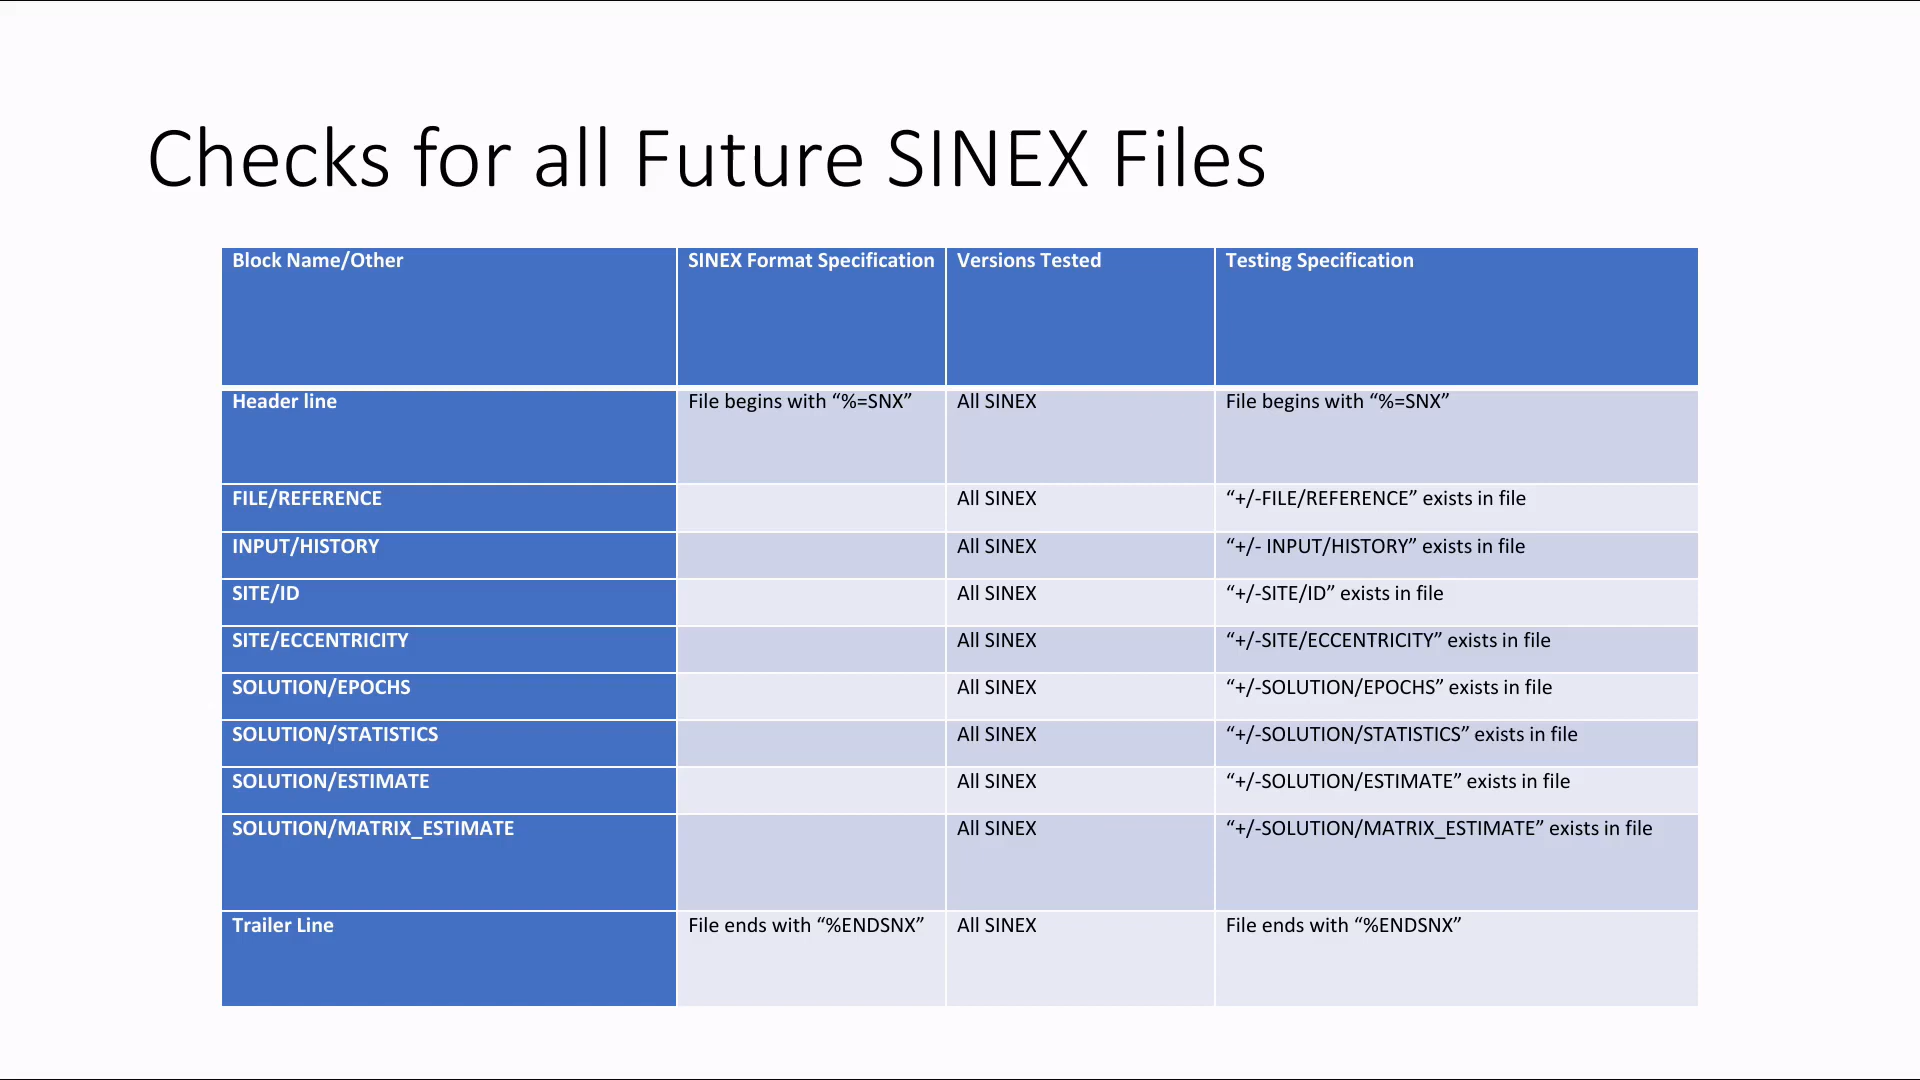 Checks for all Future SINEX Files
Block Name/Other SINEX Format Specification Versions Tested Testing Specification
Header line File begins with “%=SNX” All SINEX File begins with “%=SNX”
FILE/REFERENCE All SINEX “+/-FILE/REFERENCE” exists in file
INPUT/HISTORY All SINEX “+/- INPUT/HISTORY” exists in file
SITE/ID All SINEX “+/-SITE/ID” exists in file
SITE/ECCENTRICITY All SINEX “+/-SITE/ECCENTRICITY” exists in file
SOLUTION/EPOCHS All SINEX “+/-SOLUTION/EPOCHS” exists in file
SOLUTION/STATISTICS All SINEX “+/-SOLUTION/STATISTICS” exists in file
SOLUTION/ESTIMATE All SINEX “+/-SOLUTION/ESTIMATE” exists in file
SOLUTION/MATRIX_ESTIMATE All SINEX “+/-SOLUTION/MATRIX_ESTIMATE” exists in file
Trailer Line File ends with “%ENDSNX” All SINEX File ends with “%ENDSNX”